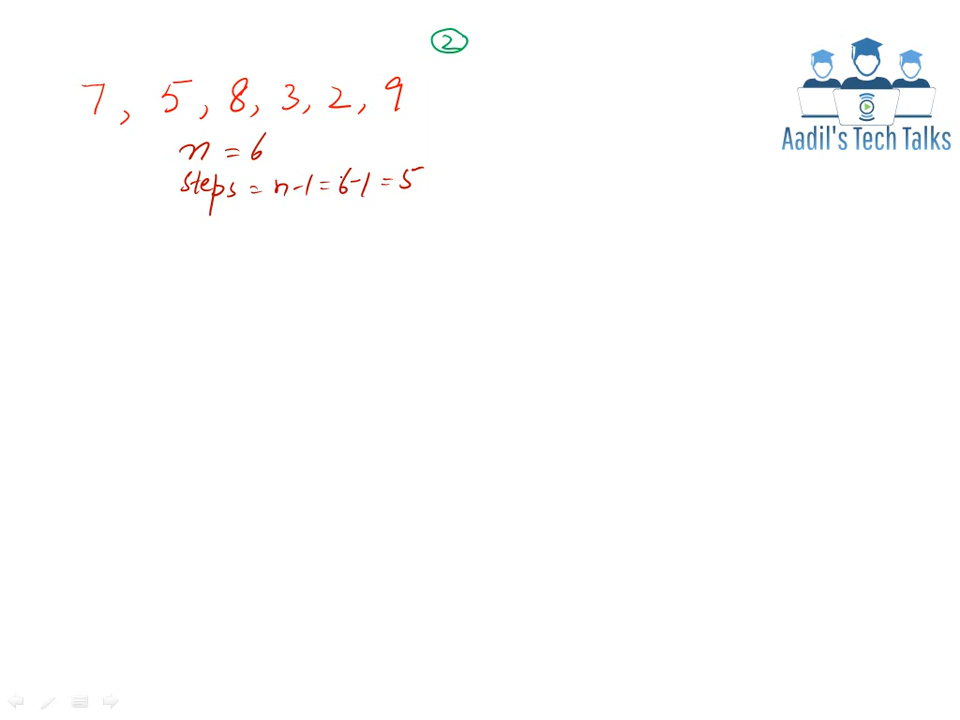 2
7, 5, 8, 3, 2, 9
n = 6
steps = n-1 = 6-1 = 5
Aadil's Tech Talks